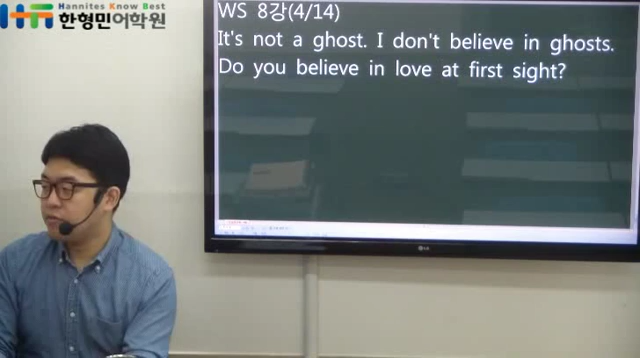 Hannites Know Best
한형민어학원
WS 8강(4/14)
It's not a ghost. I don't believe in ghosts.
Do you believe in love at first sight?
LG